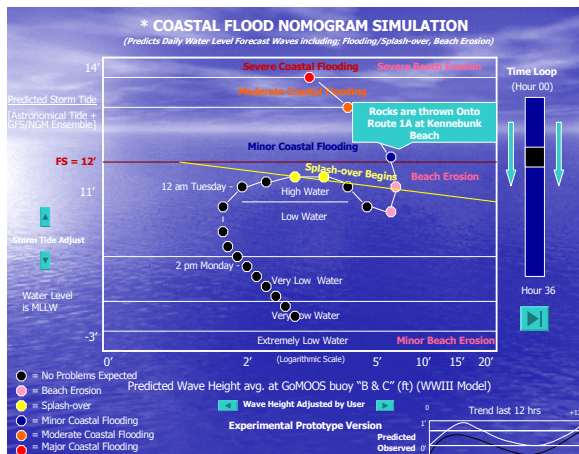 * COASTAL FLOOD NOMOGRAM SIMULATION
(Predicts Daily Water Level Forecast Waves including; Flooding/Splash-over, Beach Erosion)
14’
Severe Coastal Flooding
Severe Beach Erosion
Time Loop
(Hour 00)
Predicted Storm Tide
[Astronomical Tide +
GFS/NGM Ensemble]
Moderate Coastal Flooding
Rocks are thrown Onto
Route 1A at Kennebunk
Beach
Minor Coastal Flooding
FS = 12’
Splash-over Begins
Beach Erosion
11’
12 am Tuesday -
High Water
Low Water
Storm Tide Adjust
2 pm Monday -
Very Low Water
Water Level
is MLLW
Hour 36
Very Low Water
-3’
Extremely Low Water
Minor Beach Erosion
0’
2’
(Logarithmic Scale)
5’
10’
15’
20’
= No Problems Expected
= Beach Erosion
= Splash-over
= Minor Coastal Flooding
= Moderate Coastal Flooding
= Major Coastal Flooding
Predicted Wave Height avg. at GoMOOS buoy “B & C” (ft) (WWIII Model)
Wave Height Adjusted by User
Experimental Prototype Version
0
Trend last 12 hrs
+12
1’
Predicted
Observed
0’